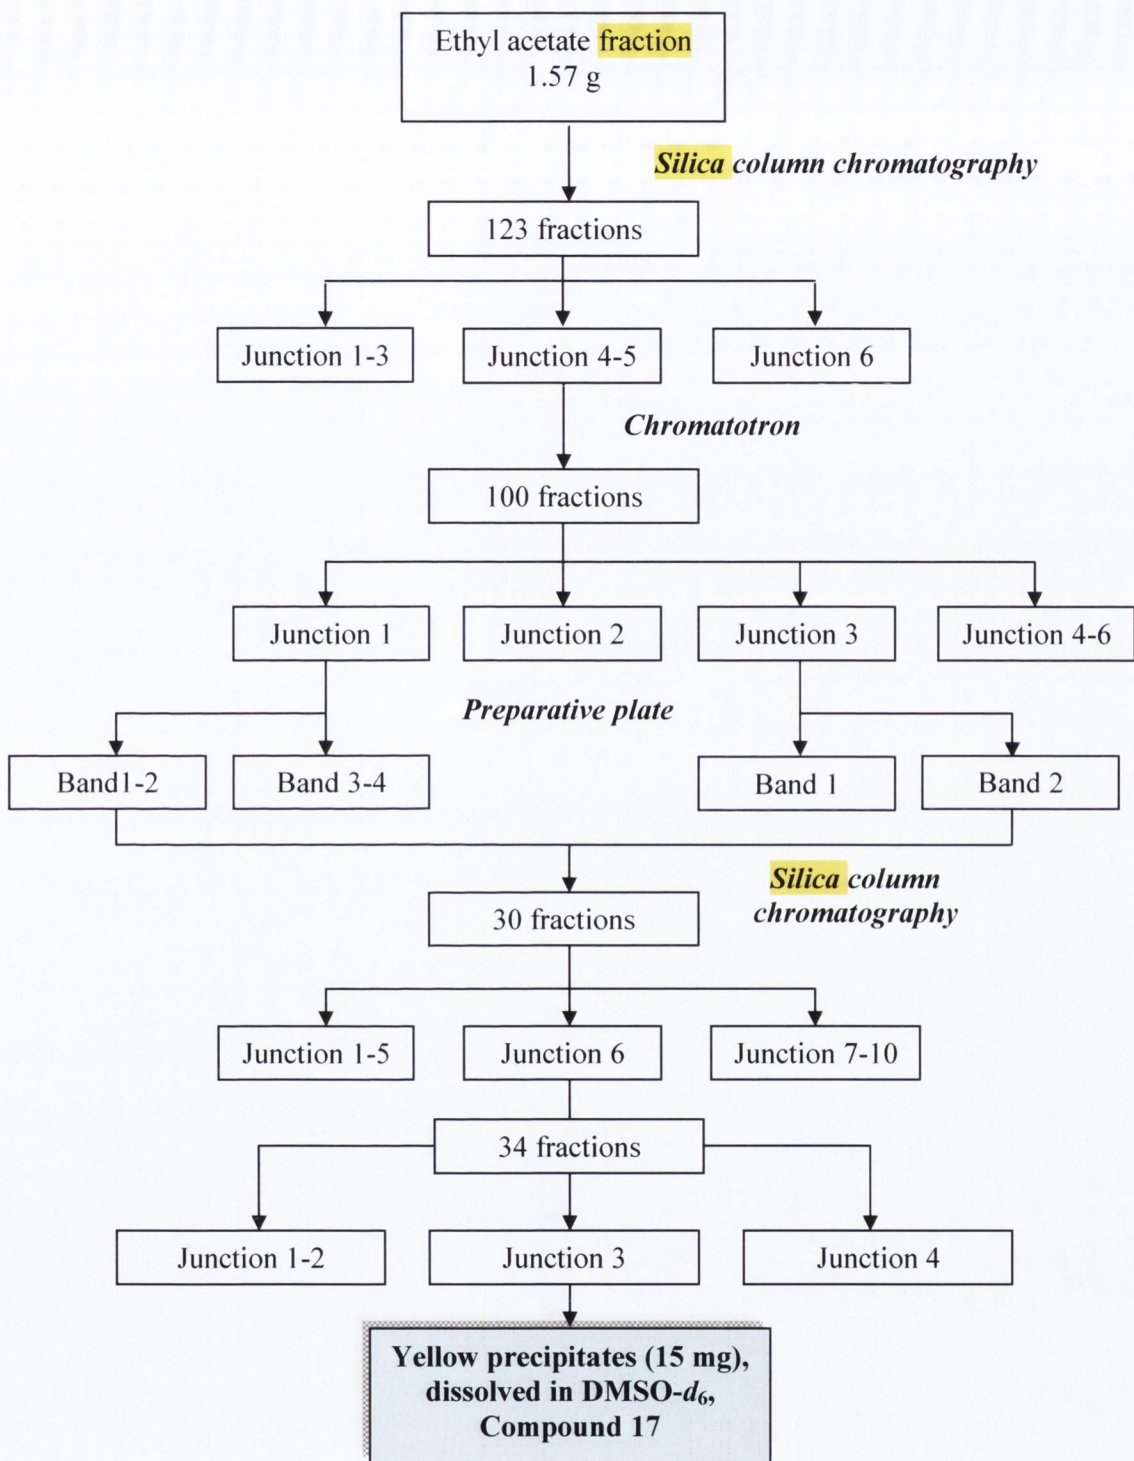 Ethyl acetate fraction
1.57 g
Silica column chromatography
123 fractions
Junction 1-3
Junction 4-5
Junction 6
Chromatotron
100 fractions
Junction 1
Junction 2
Junction 3
Junction 4-6
Preparative plate
Band1-2
Band 3-4
Band 1
Band 2
Silica column
chromatography
30 fractions
Junction 1-5
Junction 6
Junction 7-10
34 fractions
Junction 1-2
Junction 3
Junction 4
Yellow precipitates (15 mg),
dissolved in DMSO-d6,
Compound 17